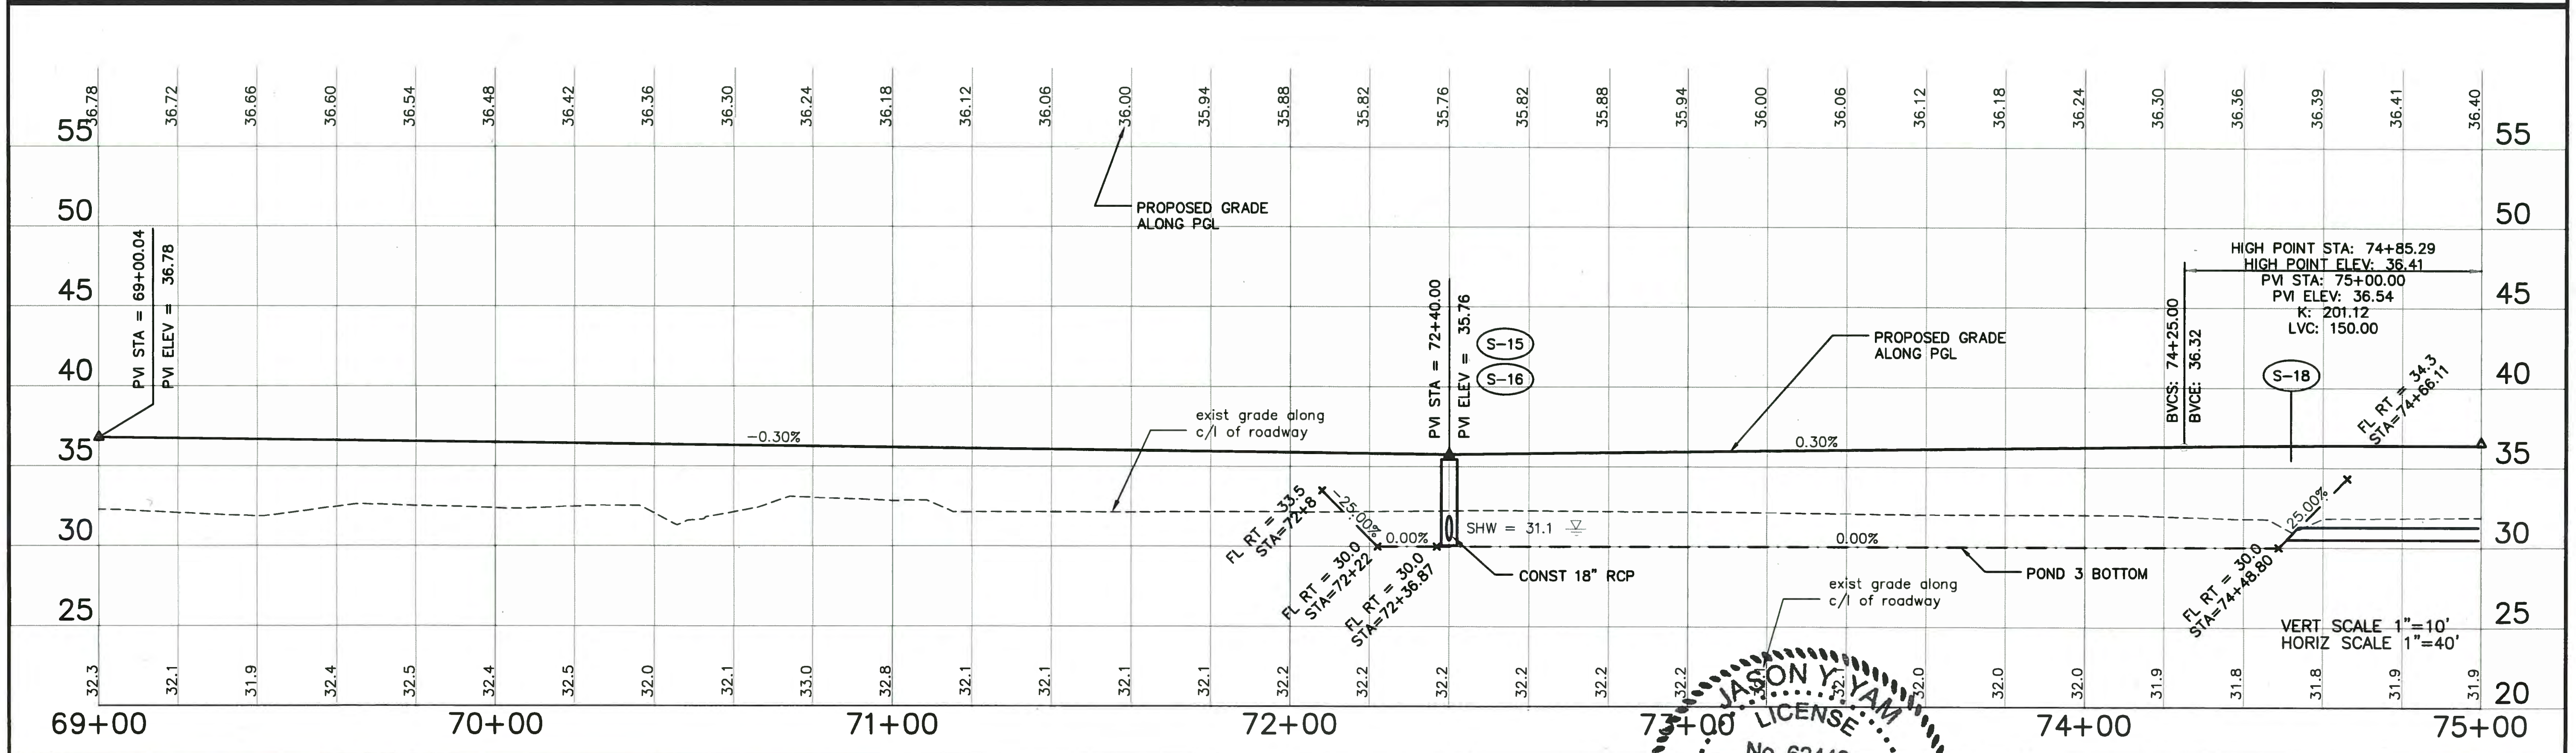 36.78 36.72 36.66 36.60 36.54 36.48 36.42 36.36 36.30 36.24 36.18 36.12 36.06 36.00 35.94 35.88 35.82 35.76 35.82 35.88 35.94 36.00 36.06 36.12 36.18 36.24 36.30 36.36 36.39 36.41 36.40
55 55
50 50
45 45
40 40
35 35
30 30
25 25
20
PROPOSED GRADE
ALONG PGL
PVI STA = 69+00.04
PVI ELEV = 36.78
-0.30%
exist grade along
c/l of roadway
PVI STA = 72+40.00
PVI ELEV = 35.76
S-15
S-16
PROPOSED GRADE
ALONG PGL
0.30%
HIGH POINT STA: 74+85.29
HIGH POINT ELEV: 36.41
PVI STA: 75+00.00
PVI ELEV: 36.54
K: 201.12
LVC: 150.00
BVCS: 74+25.00
BVCE: 36.32
S-18
FL RT = 34.3
STA=74+66.11
FL RT = 33.5
STA=72+8
-25.00%
0.00%
FL RT = 30.0
STA=72+22
FL RT = 30.0
STA=72+36.87
SHW = 31.1
CONST 18" RCP
0.00%
POND 3 BOTTOM
25.00%
FL RT = 30.0
STA=74+48.80
exist grade along
c/l of roadway
VERT SCALE 1"=10'
HORIZ SCALE 1"=40'
32.3 32.1 31.9 32.4 32.5 32.4 32.5 32.0 32.1 33.0 32.8 32.1 32.1 32.1 32.1 32.2 32.2 32.2 32.2 32.2 32.2 32.1 32.0 32.0 32.0 31.9 31.8 31.8 31.9 31.9
69+00 70+00 71+00 72+00 73+00 74+00 75+00
JASON Y. YAM
LICENSE
No.